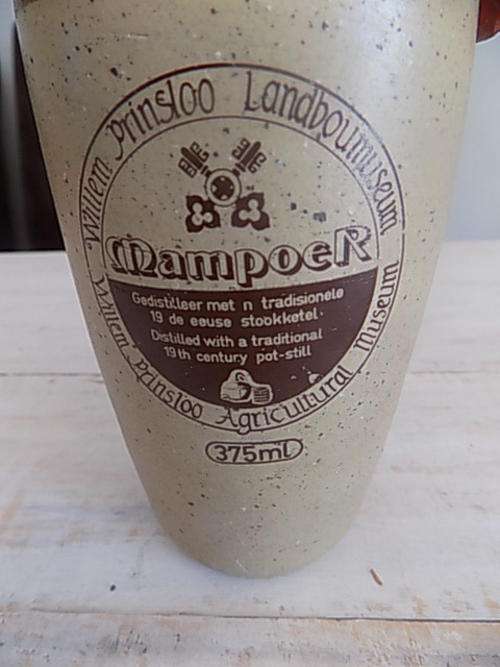 Willem Prinsloo Landboumuseum
Mampoer
Gedistilleer met n tradisionele
19 de eeuse stookketel
Distilled with a traditional
19th century pot-still
Willem Prinsloo Agricultural Museum
375ml